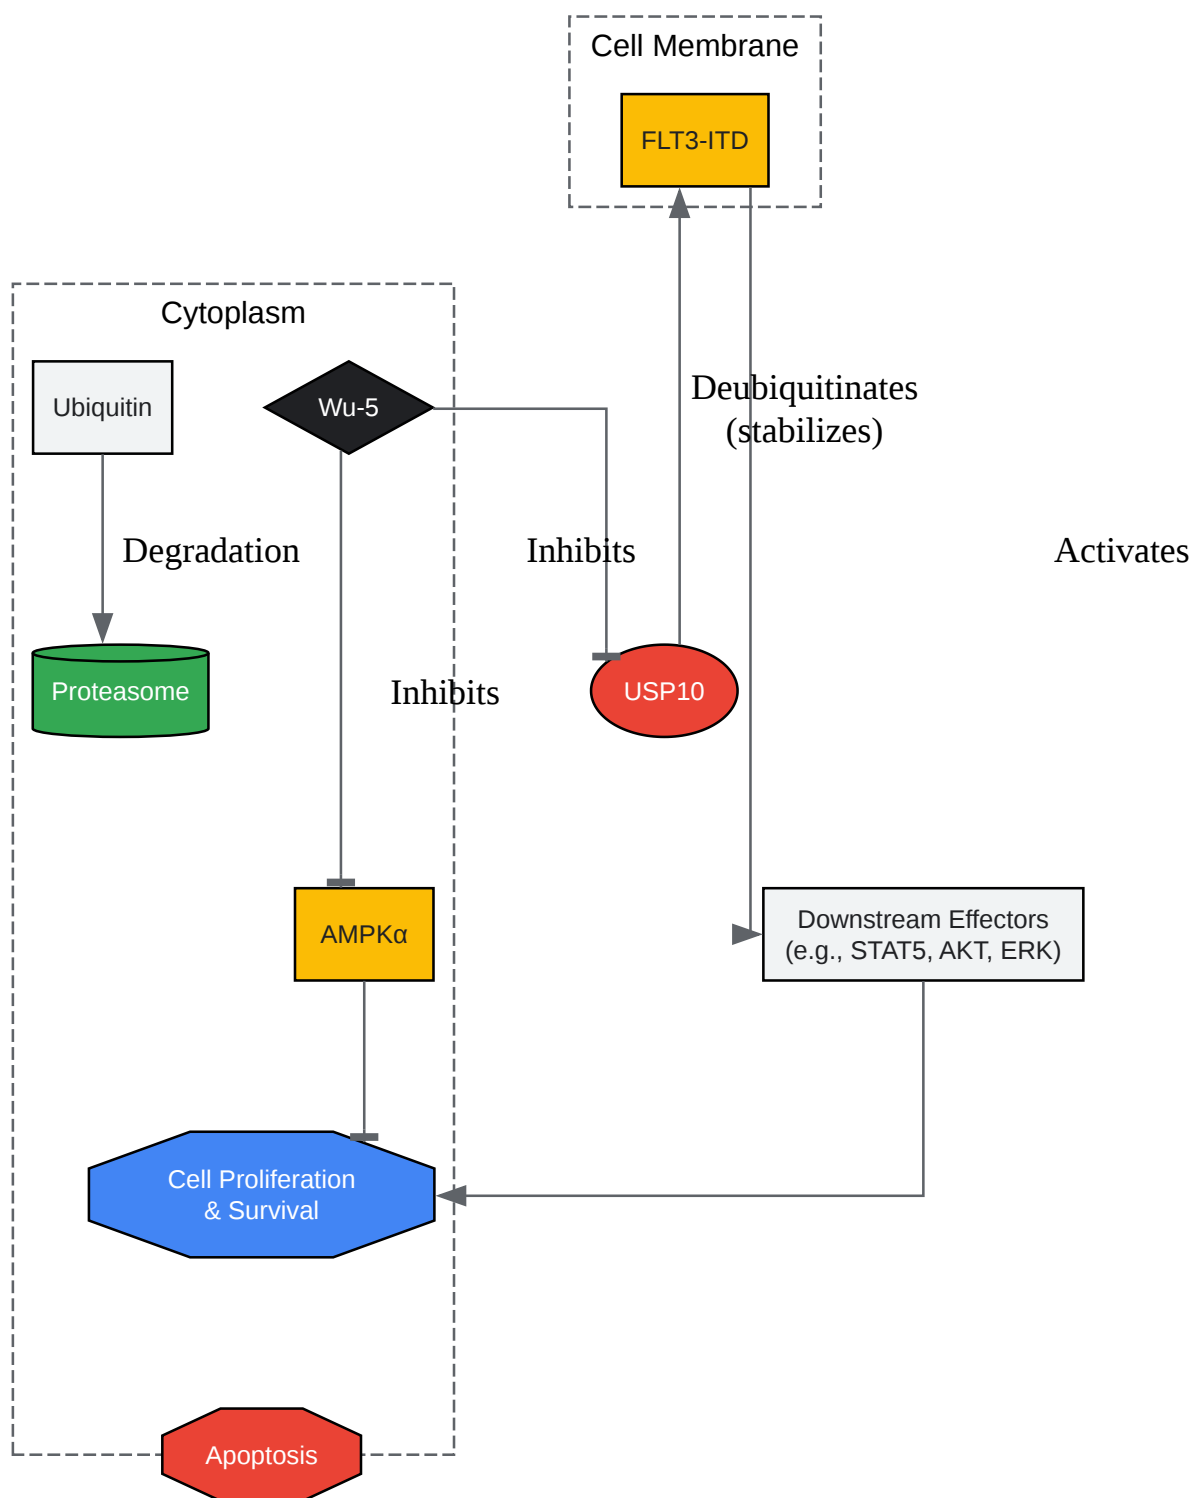 Cell Membrane
FLT3-ITD
Cytoplasm
Ubiquitin
Wu-5
Deubiquitinates
(stabilizes)
Degradation
Inhibits
Activates
Proteasome
Inhibits
USP10
AMPKα
Downstream Effectors
(e.g., STAT5, AKT, ERK)
Cell Proliferation
& Survival
Apoptosis